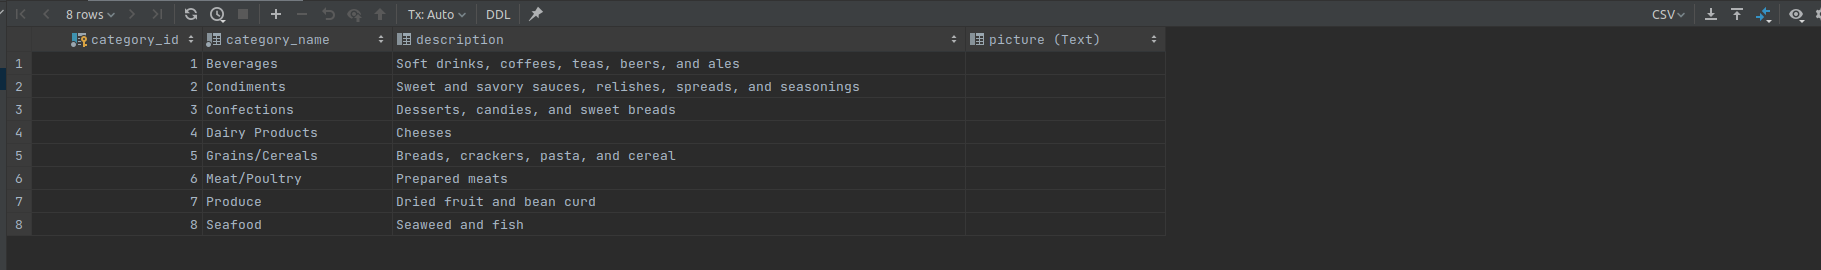 8 rows Tx: Auto DDL CSV
category_id category_name description picture (Text)
1 1 Beverages Soft drinks, coffees, teas, beers, and ales
2 2 Condiments Sweet and savory sauces, relishes, spreads, and seasonings
3 3 Confections Desserts, candies, and sweet breads
4 4 Dairy Products Cheeses
5 5 Grains/Cereals Breads, crackers, pasta, and cereal
6 6 Meat/Poultry Prepared meats
7 7 Produce Dried fruit and bean curd
8 8 Seafood Seaweed and fish